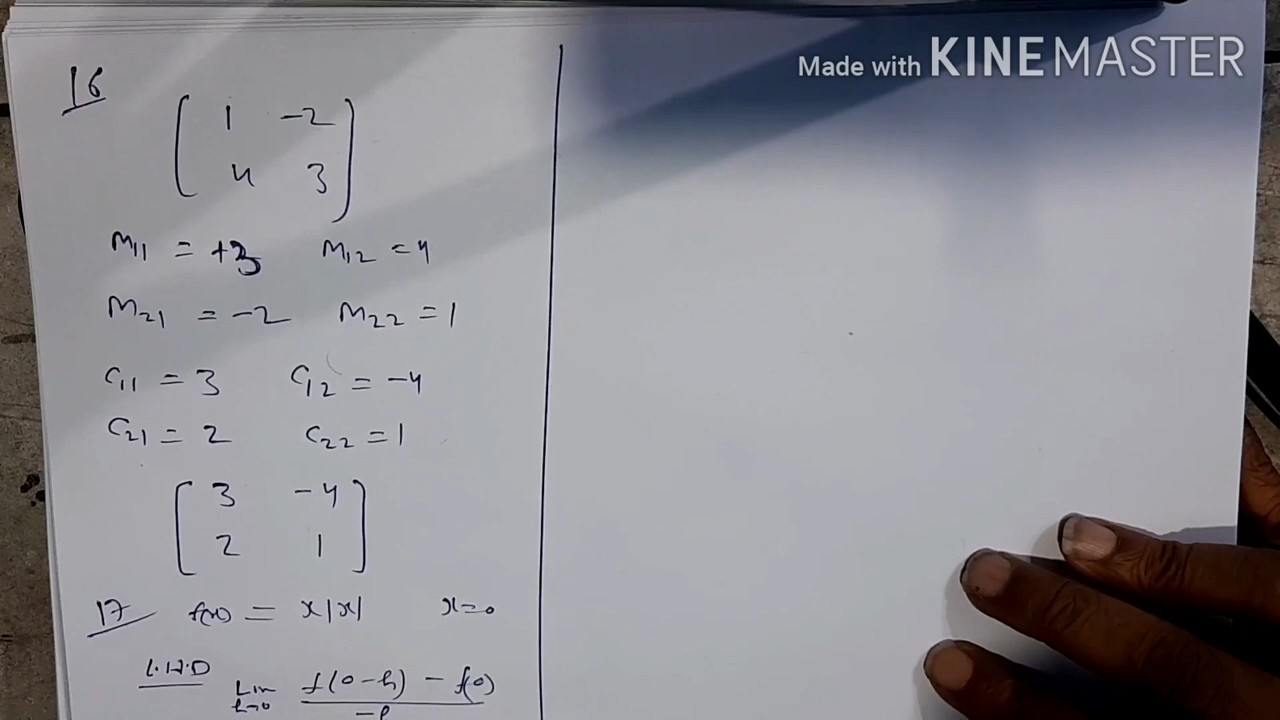 Made with KINEMASTER
16
[ 1 -2
4 3 ]
M11 = +3 M12 = 4
M21 = -2 M22 = 1
C11 = 3 C12 = -4
C21 = 2 C22 = 1
[ 3 -4
2 1 ]
17 f(x) = x|x| x=0
L.H.D Lim h→0 f(0-h) - f(0)
-h